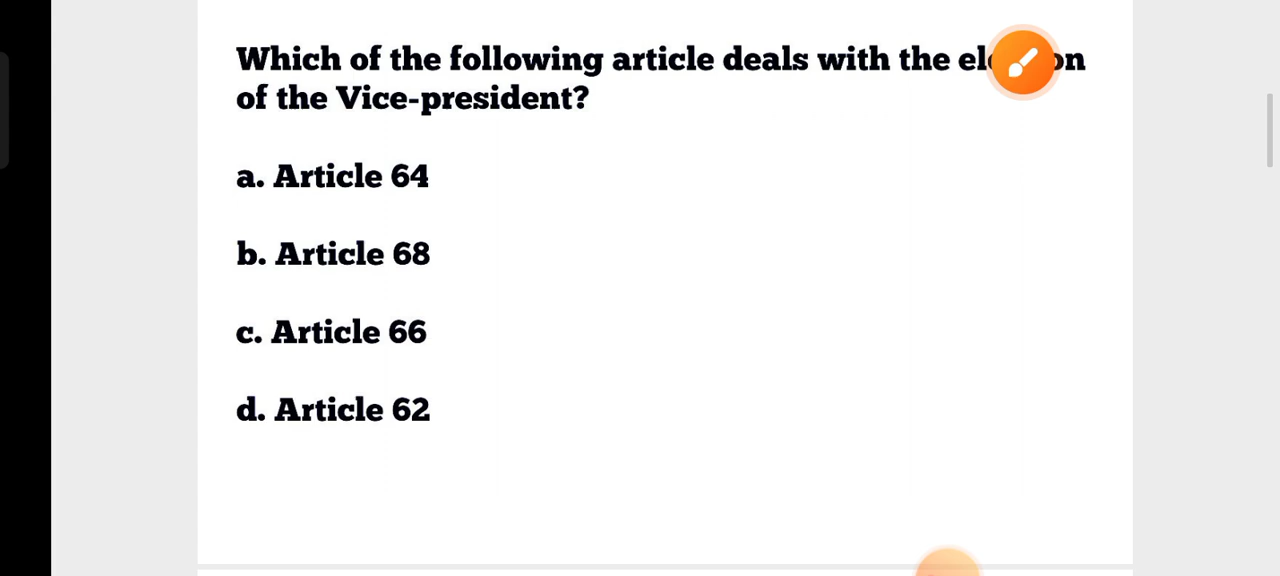 Which of the following article deals with the
of the Vice-president?
a. Article 64
b. Article 68
c. Article 66
d. Article 62